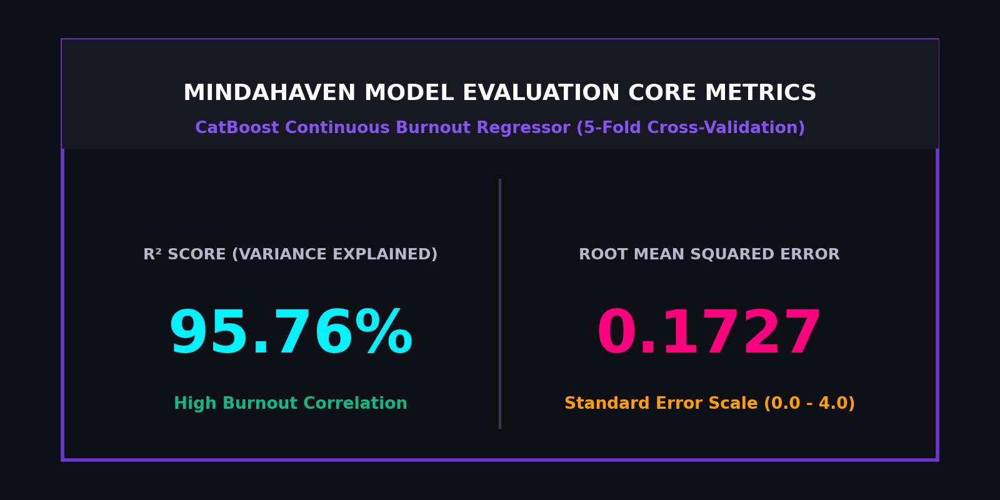 MINDAHAVEN MODEL EVALUATION CORE METRICS
CatBoost Continuous Burnout Regressor (5-Fold Cross-Validation)
R² SCORE (VARIANCE EXPLAINED)
95.76%
High Burnout Correlation
ROOT MEAN SQUARED ERROR
0.1727
Standard Error Scale (0.0 - 4.0)